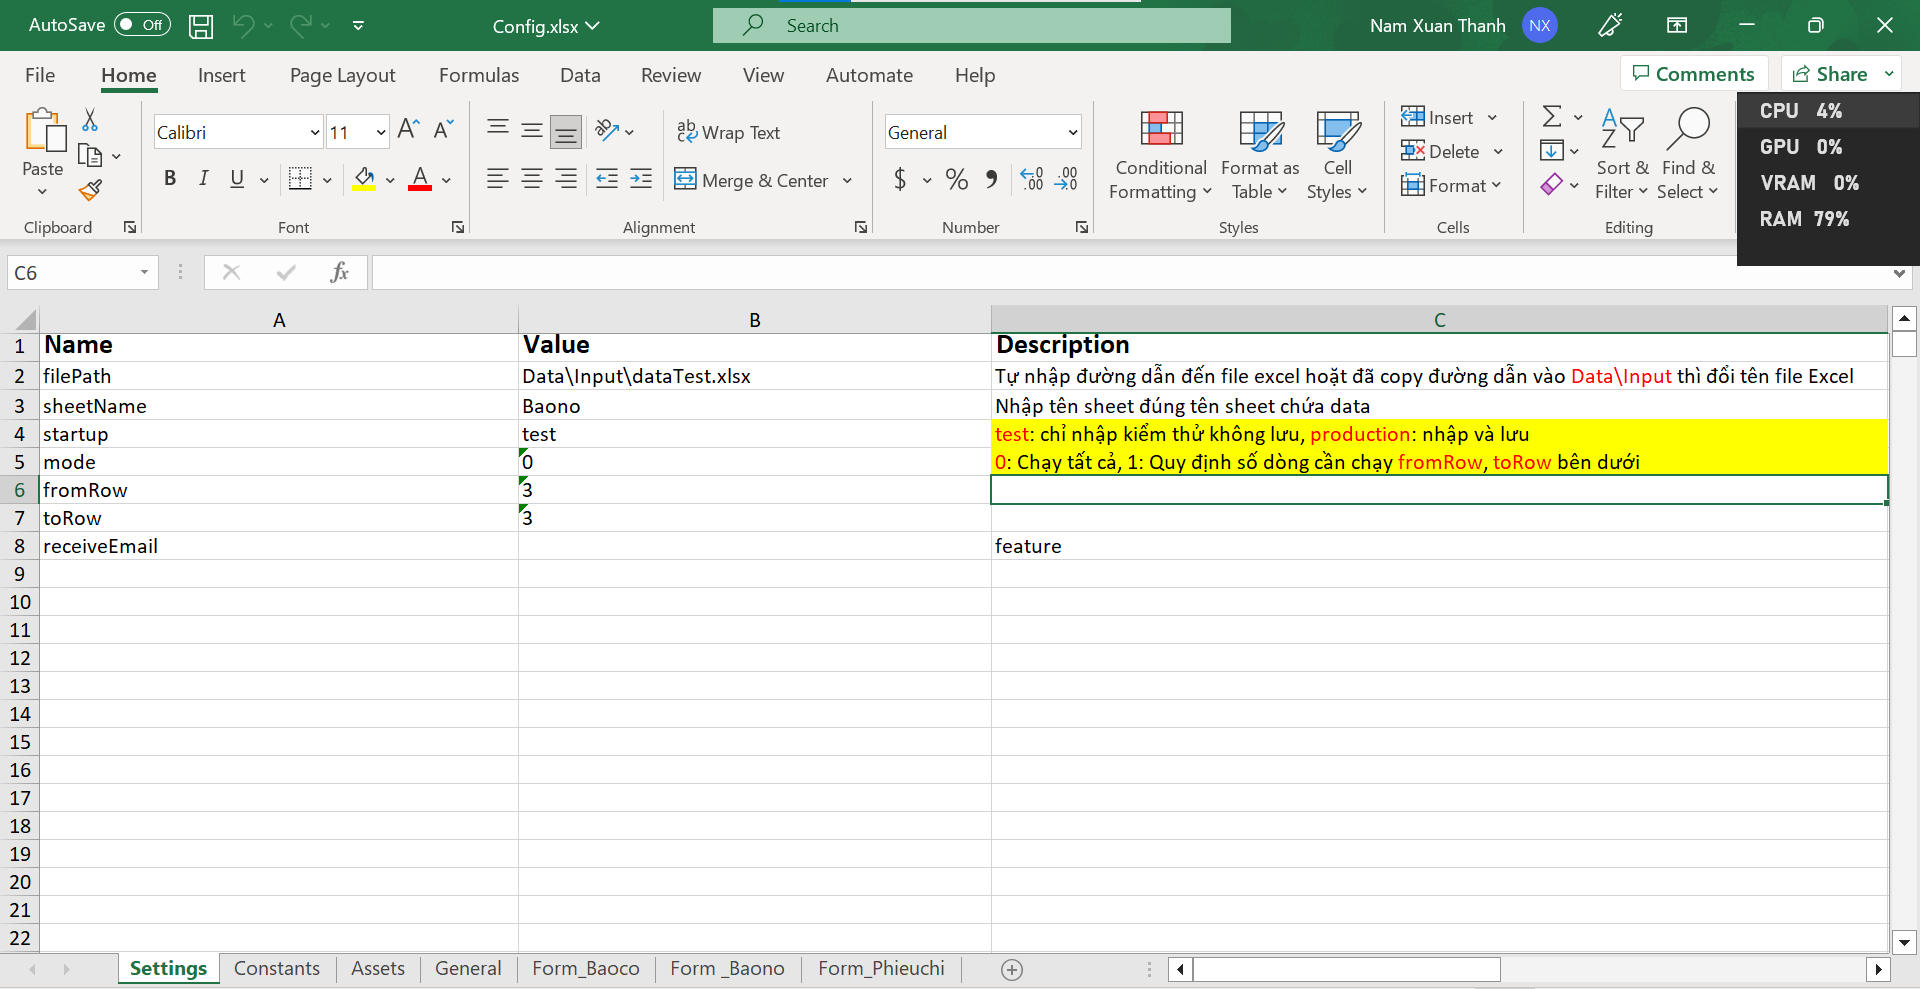 AutoSave Off Config.xlsx Search Nam Xuan Thanh NX
File Home Insert Page Layout Formulas Data Review View Automate Help Comments Share
CPU 4%
GPU 0%
VRAM 0%
RAM 79%
Paste
Clipboard
Calibri 11
B I U A
Font
Wrap Text
Merge & Center
Alignment
General
$ % .00 .00
Number
Conditional Formatting
Format as Table
Cell Styles
Styles
Insert
Delete
Format
Cells
Sort & Filter
Find & Select
Editing
C6 fx
A B C
1 Name Value Description
2 filePath Data\Input\dataTest.xlsx Tự nhập đường dẫn đến file excel hoặt đã copy đường dẫn vào Data\Input thì đổi tên file Excel
3 sheetName Baono Nhập tên sheet đúng tên sheet chứa data
4 startup test test: chỉ nhập kiểm thử không lưu, production: nhập và lưu
5 mode 0 0: Chạy tất cả, 1: Quy định số dòng cần chạy fromRow, toRow bên dưới
6 fromRow 3
7 toRow 3
8 receiveEmail feature
9
10
11
12
13
14
15
16
17
18
19
20
21
22
Settings Constants Assets General Form_Baoco Form _Baono Form_Phieuchi